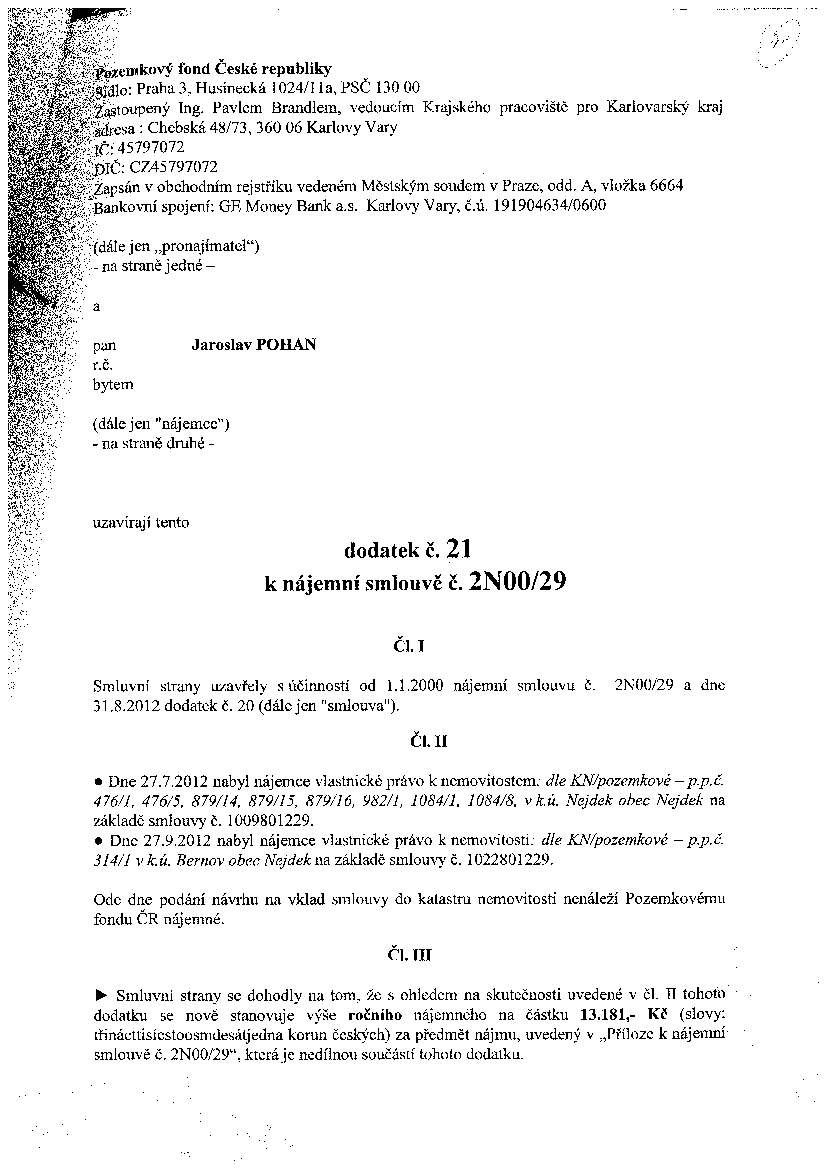 Pozemkový fond České republiky
sídlo: Praha 3, Husinecká 1024/11a, PSČ 130 00
Zastoupený Ing. Pavlem Brandlem, vedoucím Krajského pracoviště pro Karlovarský kraj
adresa : Chebská 48/73, 360 06 Karlovy Vary
IČ: 45797072
DIČ: CZ45797072
Zapsán v obchodním rejstříku vedeném Městským soudem v Praze, odd. A, vložka 6664
Bankovní spojení: GE Money Bank a.s. Karlovy Vary, č.ú. 191904634/0600
(dále jen „pronajímatel“)
- na straně jedné –
a
pan Jaroslav POHAN
r.č.
bytem
(dále jen "nájemce")
- na straně druhé -
uzavírají tento
dodatek č. 21
k nájemní smlouvě č. 2N00/29
Čl. I
Smluvní strany uzavřely s účinností od 1.1.2000 nájemní smlouvu č. 2N00/29 a dne
31.8.2012 dodatek č. 20 (dále jen "smlouva").
Čl. II
● Dne 27.7.2012 nabyl nájemce vlastnické právo k nemovitostem: dle KN/pozemkové – p.p.č.
476/1, 476/5, 879/14, 879/15, 879/16, 982/1, 1084/1, 1084/8, v k.ú. Nejdek obec Nejdek na
základě smlouvy č. 1009801229.
● Dne 27.9.2012 nabyl nájemce vlastnické právo k nemovitosti: dle KN/pozemkové – p.p.č.
314/1 v k.ú. Bernov obec Nejdek na základě smlouvy č. 1022801229.
Ode dne podání návrhu na vklad smlouvy do katastru nemovitostí nenáleží Pozemkovému
fondu ČR nájemné.
Čl. III
► Smluvní strany se dohodly na tom, že s ohledem na skutečnosti uvedené v čl. II tohoto
dodatku se nově stanovuje výše ročního nájemného na částku 13.181,- Kč (slovy:
třinácttisícstoosmdesátjedna korun českých) za předmět nájmu, uvedený v „Příloze k nájemní
smlouvě č. 2N00/29“, která je nedílnou součástí tohoto dodatku.